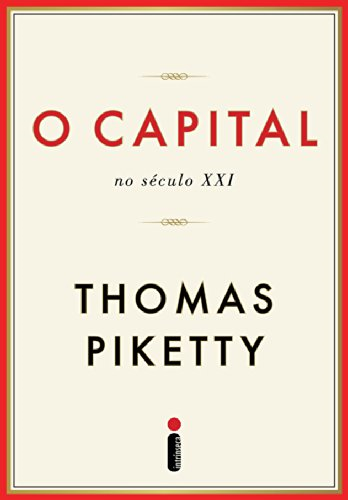 O CAPITAL
no século XXI
THOMAS
PIKETTY
intrínseca